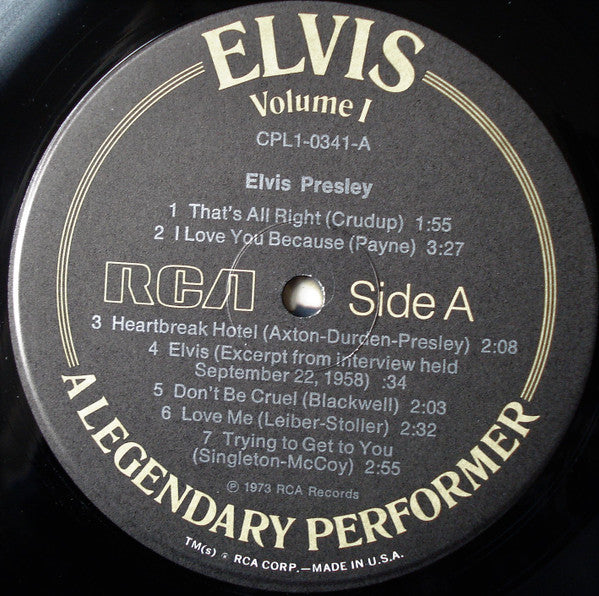 ELVIS
Volume I
CPL1-0341-A
Elvis Presley
1 That's All Right (Crudup) 1:55
2 I Love You Because (Payne) 3:27
RCA Side A
3 Heartbreak Hotel (Axton-Durden-Presley) 2:08
4 Elvis (Excerpt from interview held
September 22, 1958) :34
5 Don't Be Cruel (Blackwell) 2:03
6 Love Me (Leiber-Stoller) 2:32
7 Trying to Get to You
(Singleton-McCoy) 2:55
℗ 1973 RCA Records
A LEGENDARY PERFORMER
TM(s) ® RCA CORP.—MADE IN U.S.A.